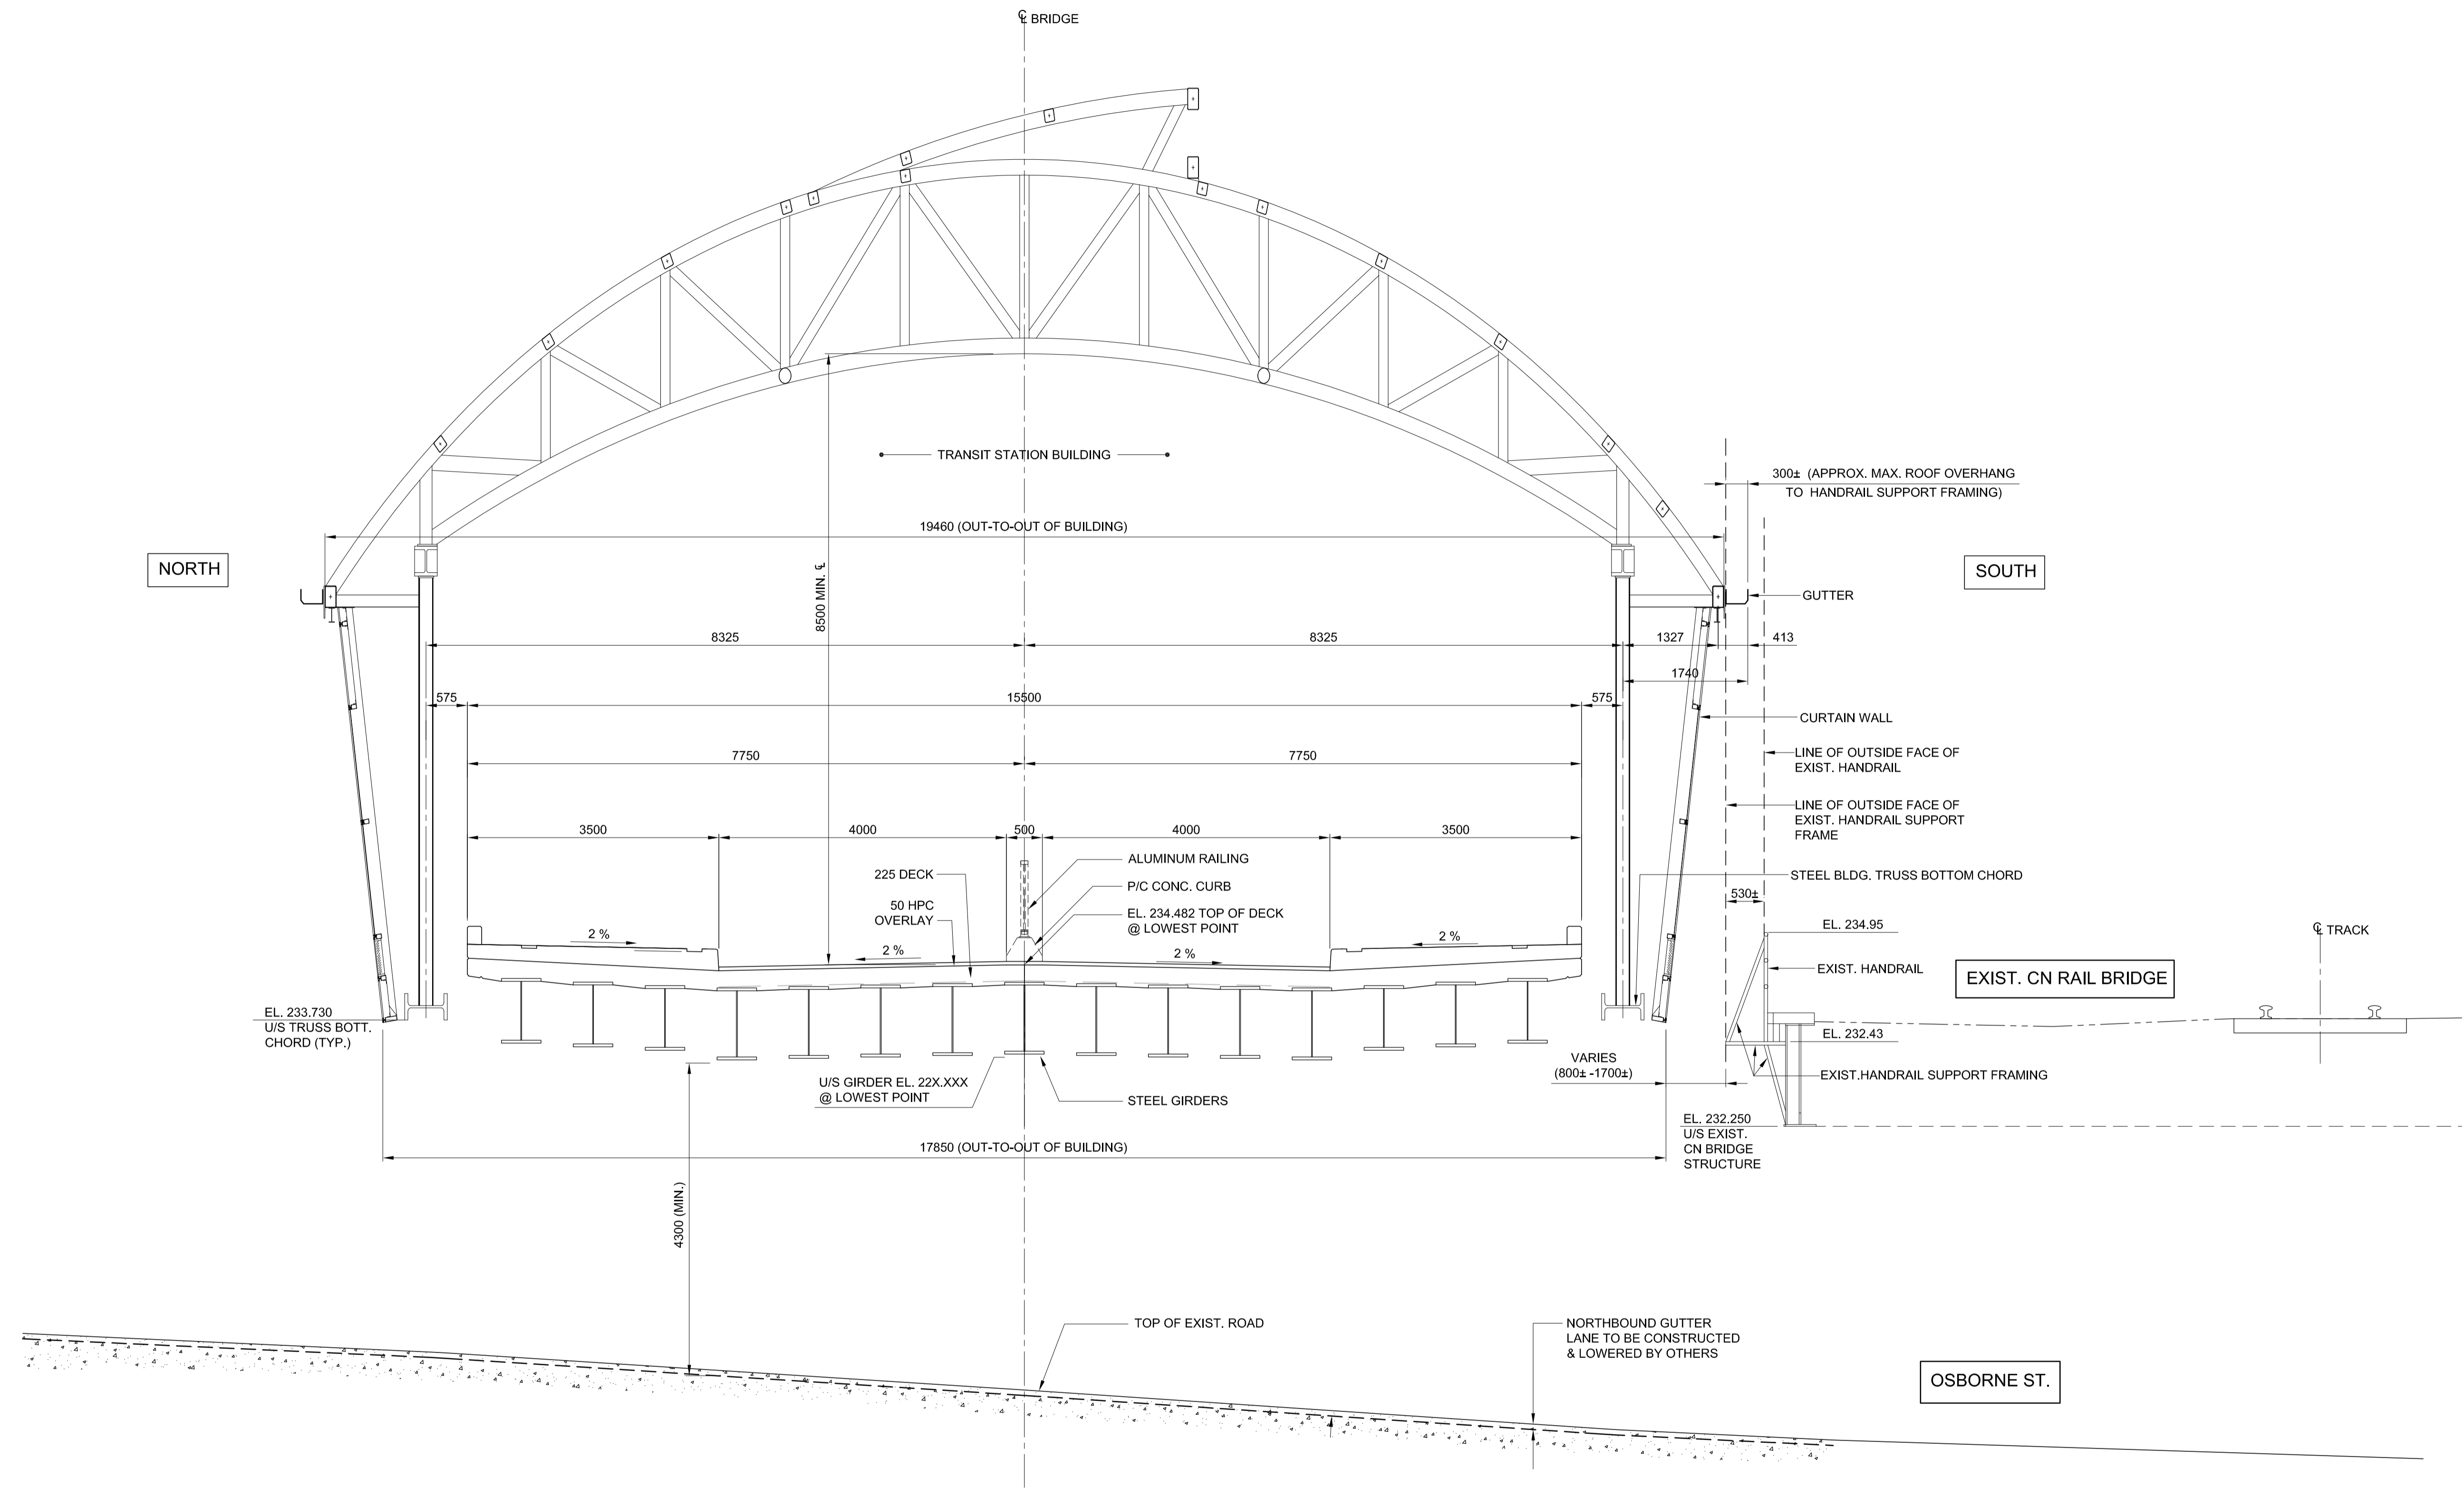 ℄ BRIDGE
TRANSIT STATION BUILDING
300± (APPROX. MAX. ROOF OVERHANG
TO HANDRAIL SUPPORT FRAMING)
19460 (OUT-TO-OUT OF BUILDING)
NORTH
SOUTH
8500 MIN. ℄
GUTTER
8325
8325
1327
413
1740
575
15500
575
CURTAIN WALL
7750
7750
LINE OF OUTSIDE FACE OF
EXIST. HANDRAIL
LINE OF OUTSIDE FACE OF
EXIST. HANDRAIL SUPPORT
FRAME
3500
4000
500
4000
3500
ALUMINUM RAILING
225 DECK
P/C CONC. CURB
STEEL BLDG. TRUSS BOTTOM CHORD
50 HPC
OVERLAY
EL. 234.482 TOP OF DECK
@ LOWEST POINT
530±
EL. 234.95
℄ TRACK
2 %
2 %
2 %
2 %
EXIST. HANDRAIL
EXIST. CN RAIL BRIDGE
EL. 233.730
U/S TRUSS BOTT.
CHORD (TYP.)
EL. 232.43
VARIES
(800± -1700±)
EXIST.HANDRAIL SUPPORT FRAMING
U/S GIRDER EL. 22X.XXX
@ LOWEST POINT
STEEL GIRDERS
EL. 232.250
U/S EXIST.
CN BRIDGE
STRUCTURE
17850 (OUT-TO-OUT OF BUILDING)
4300 (MIN.)
TOP OF EXIST. ROAD
NORTHBOUND GUTTER
LANE TO BE CONSTRUCTED
& LOWERED BY OTHERS
OSBORNE ST.